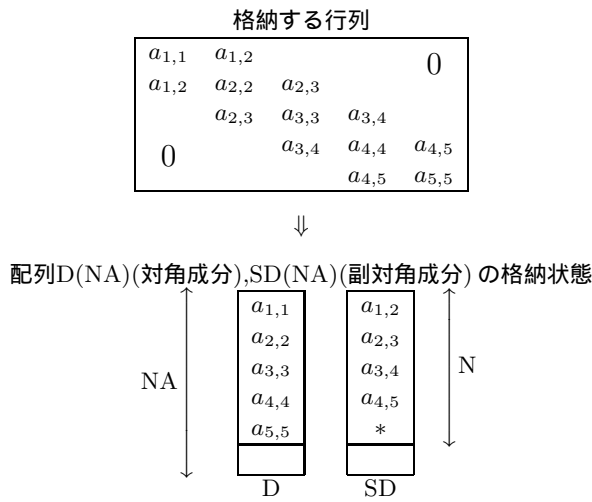 格納する行列
a1,1 a1,2 0
a1,2 a2,2 a2,3
a2,3 a3,3 a3,4
0 a3,4 a4,4 a4,5
a4,5 a5,5
⇓
配列D(NA)(対角成分),SD(NA)(副対角成分) の格納状態
a1,1 a1,2
a2,2 a2,3
NA a3,3 a3,4 N
a4,4 a4,5
a5,5 *
D SD